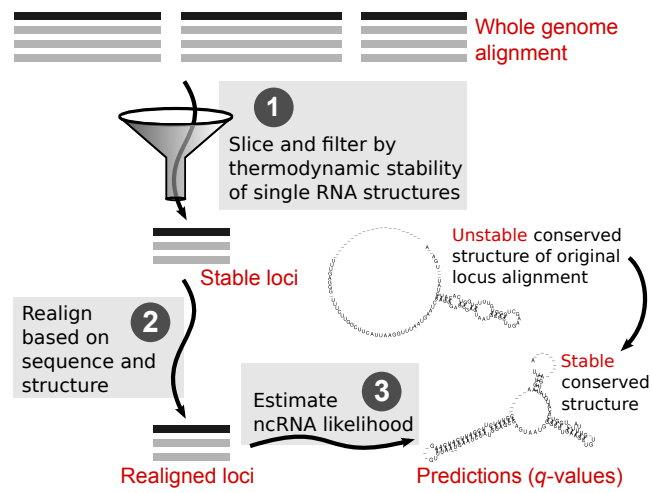 Whole genome
alignment
1
Slice and filter by
thermodynamic stability
of single RNA structures
Stable loci
Unstable conserved
structure of original
locus alignment
2
Realign
based on
sequence and
structure
Stable
conserved
structure
3
Estimate
ncRNA likelihood
Realigned loci
Predictions (q-values)